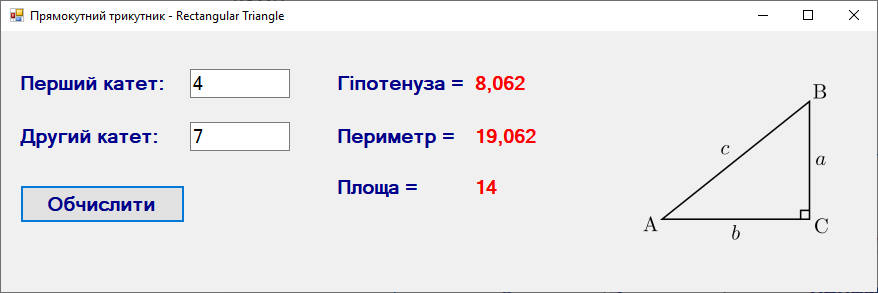 Прямокутний трикутник - Rectangular Triangle
Перший катет: 4 Гіпотенуза = 8,062
Другий катет: 7 Периметр = 19,062
Площа = 14
Обчислити
B
c a
A b C